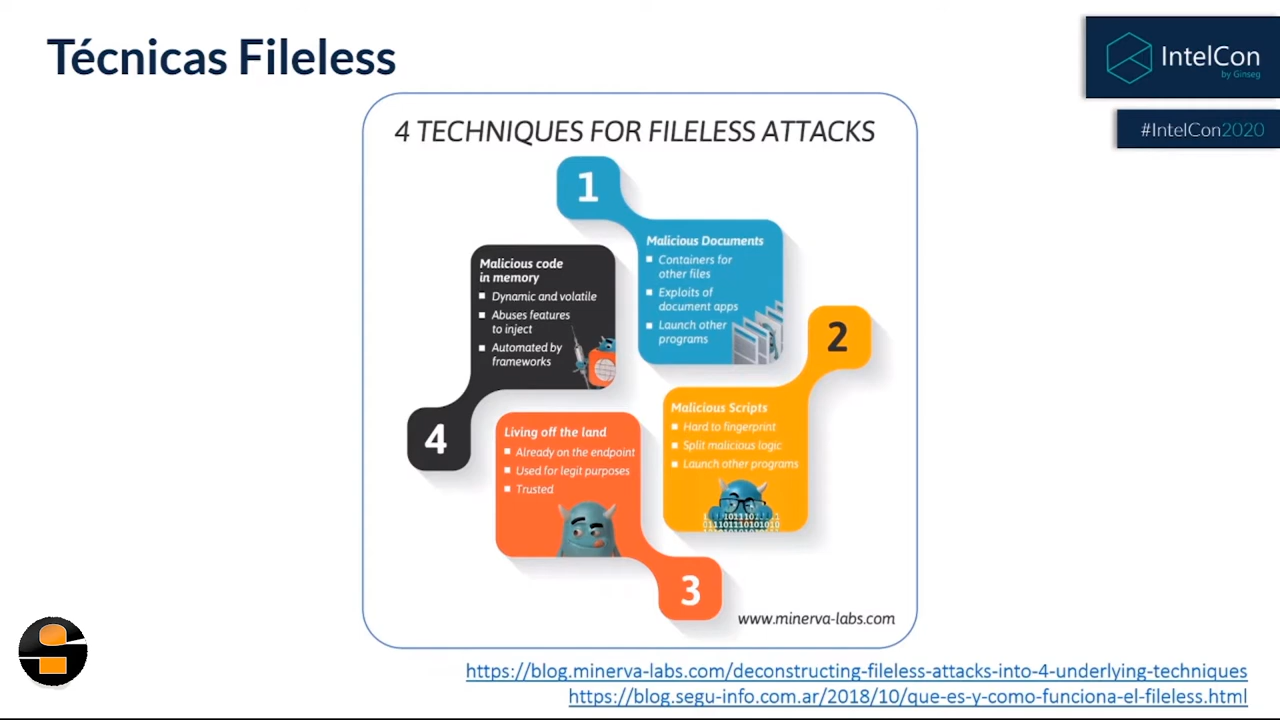 Técnicas Fileless
IntelCon
by Ginseg
#IntelCon2020
4 TECHNIQUES FOR FILELESS ATTACKS
1
Malicious Documents
Containers for
other files
Exploits of
document apps
Launch other
programs
2
Malicious Scripts
Hard to fingerprint
Split malicious logic
Launch other programs
3
Living off the land
Already on the endpoint
Used for legit purposes
Trusted
4
Malicious code
in memory
Dynamic and volatile
Abuses features
to inject
Automated by
frameworks
www.minerva-labs.com
https://blog.minerva-labs.com/deconstructing-fileless-attacks-into-4-underlying-techniques
https://blog.segu-info.com.ar/2018/10/que-es-y-como-funciona-el-fileless.html